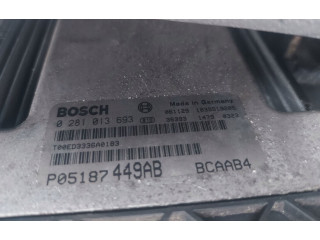 BOSCH Made in Germany
0 281 013 693
T00ED3336A0183
P05187449AB BCAAB4